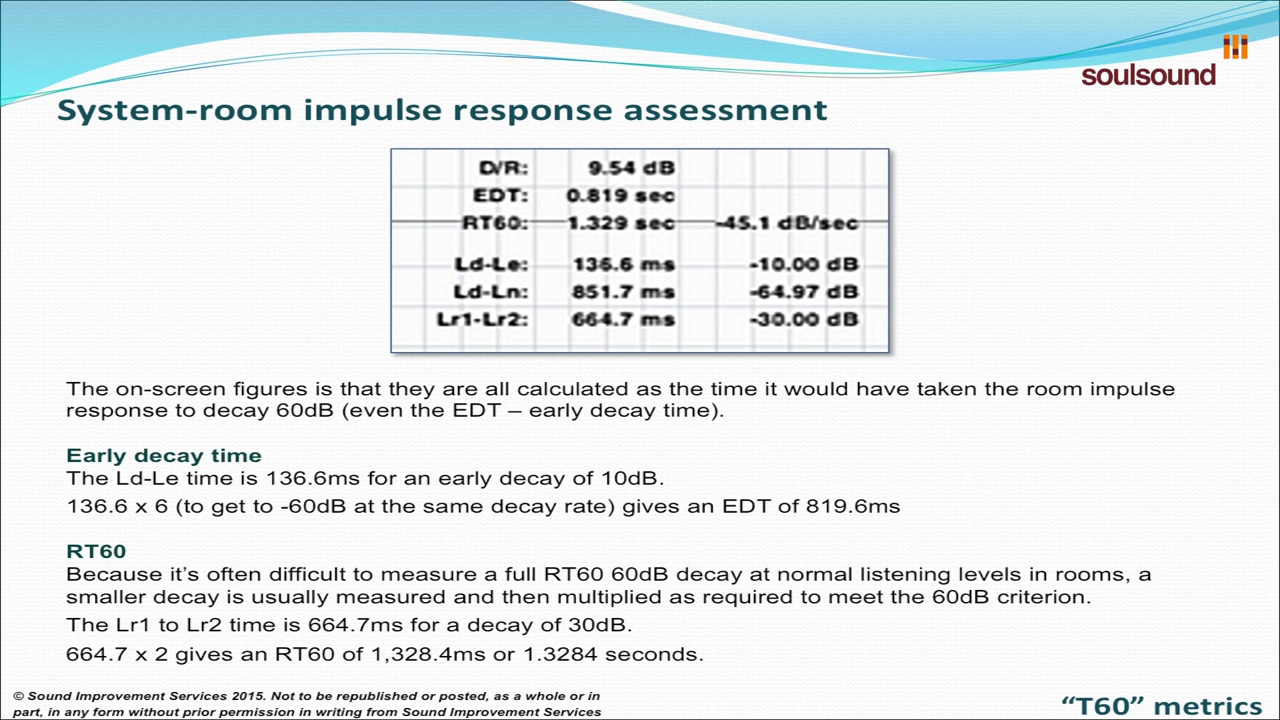 soulsound
System-room impulse response assessment
D/R: 9.54 dB
EDT: 0.819 sec
RT60: 1.329 sec -45.1 dB/sec
Ld-Le: 136.6 ms -10.00 dB
Ld-Ln: 851.7 ms -64.97 dB
Lr1-Lr2: 664.7 ms -30.00 dB
The on-screen figures is that they are all calculated as the time it would have taken the room impulse
response to decay 60dB (even the EDT – early decay time).
Early decay time
The Ld-Le time is 136.6ms for an early decay of 10dB.
136.6 x 6 (to get to -60dB at the same decay rate) gives an EDT of 819.6ms
RT60
Because it’s often difficult to measure a full RT60 60dB decay at normal listening levels in rooms, a
smaller decay is usually measured and then multiplied as required to meet the 60dB criterion.
The Lr1 to Lr2 time is 664.7ms for a decay of 30dB.
664.7 x 2 gives an RT60 of 1,328.4ms or 1.3284 seconds.
© Sound Improvement Services 2015. Not to be republished or posted, as a whole or in
part, in any form without prior permission in writing from Sound Improvement Services
“T60” metrics